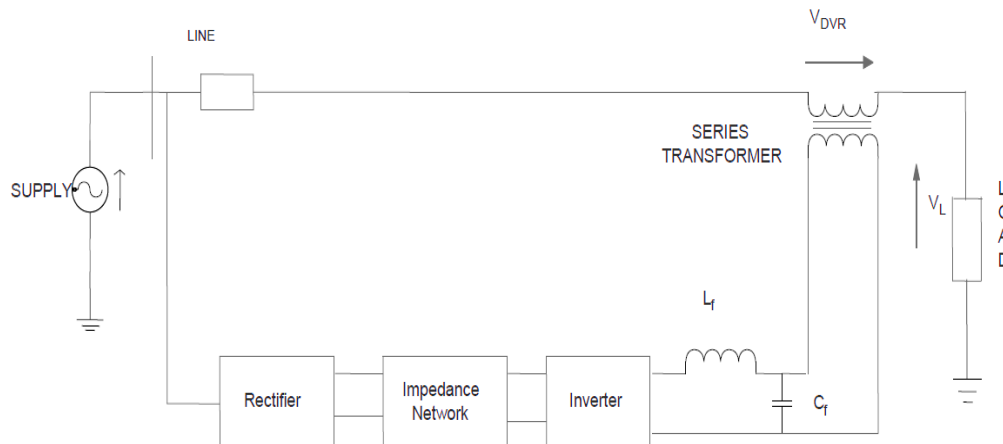 V_DVR
LINE
SERIES
TRANSFORMER
SUPPLY
V_L
L
O
A
D
L_f
Rectifier
Impedance
Network
Inverter
C_f